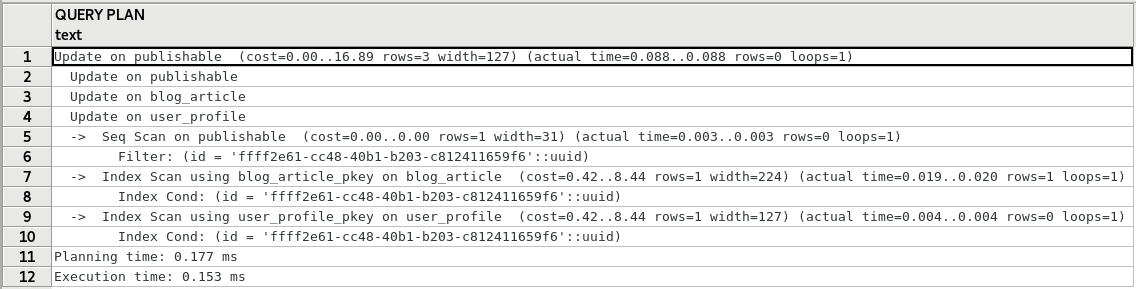 QUERY PLAN
text
1 Update on publishable  (cost=0.00..16.89 rows=3 width=127) (actual time=0.088..0.088 rows=0 loops=1)
2   Update on publishable
3   Update on blog_article
4   Update on user_profile
5   ->  Seq Scan on publishable  (cost=0.00..0.00 rows=1 width=31) (actual time=0.003..0.003 rows=0 loops=1)
6         Filter: (id = 'ffff2e61-cc48-40b1-b203-c812411659f6'::uuid)
7   ->  Index Scan using blog_article_pkey on blog_article  (cost=0.42..8.44 rows=1 width=224) (actual time=0.019..0.020 rows=1 loops=1)
8         Index Cond: (id = 'ffff2e61-cc48-40b1-b203-c812411659f6'::uuid)
9   ->  Index Scan using user_profile_pkey on user_profile  (cost=0.42..8.44 rows=1 width=127) (actual time=0.004..0.004 rows=0 loops=1)
10         Index Cond: (id = 'ffff2e61-cc48-40b1-b203-c812411659f6'::uuid)
11 Planning time: 0.177 ms
12 Execution time: 0.153 ms